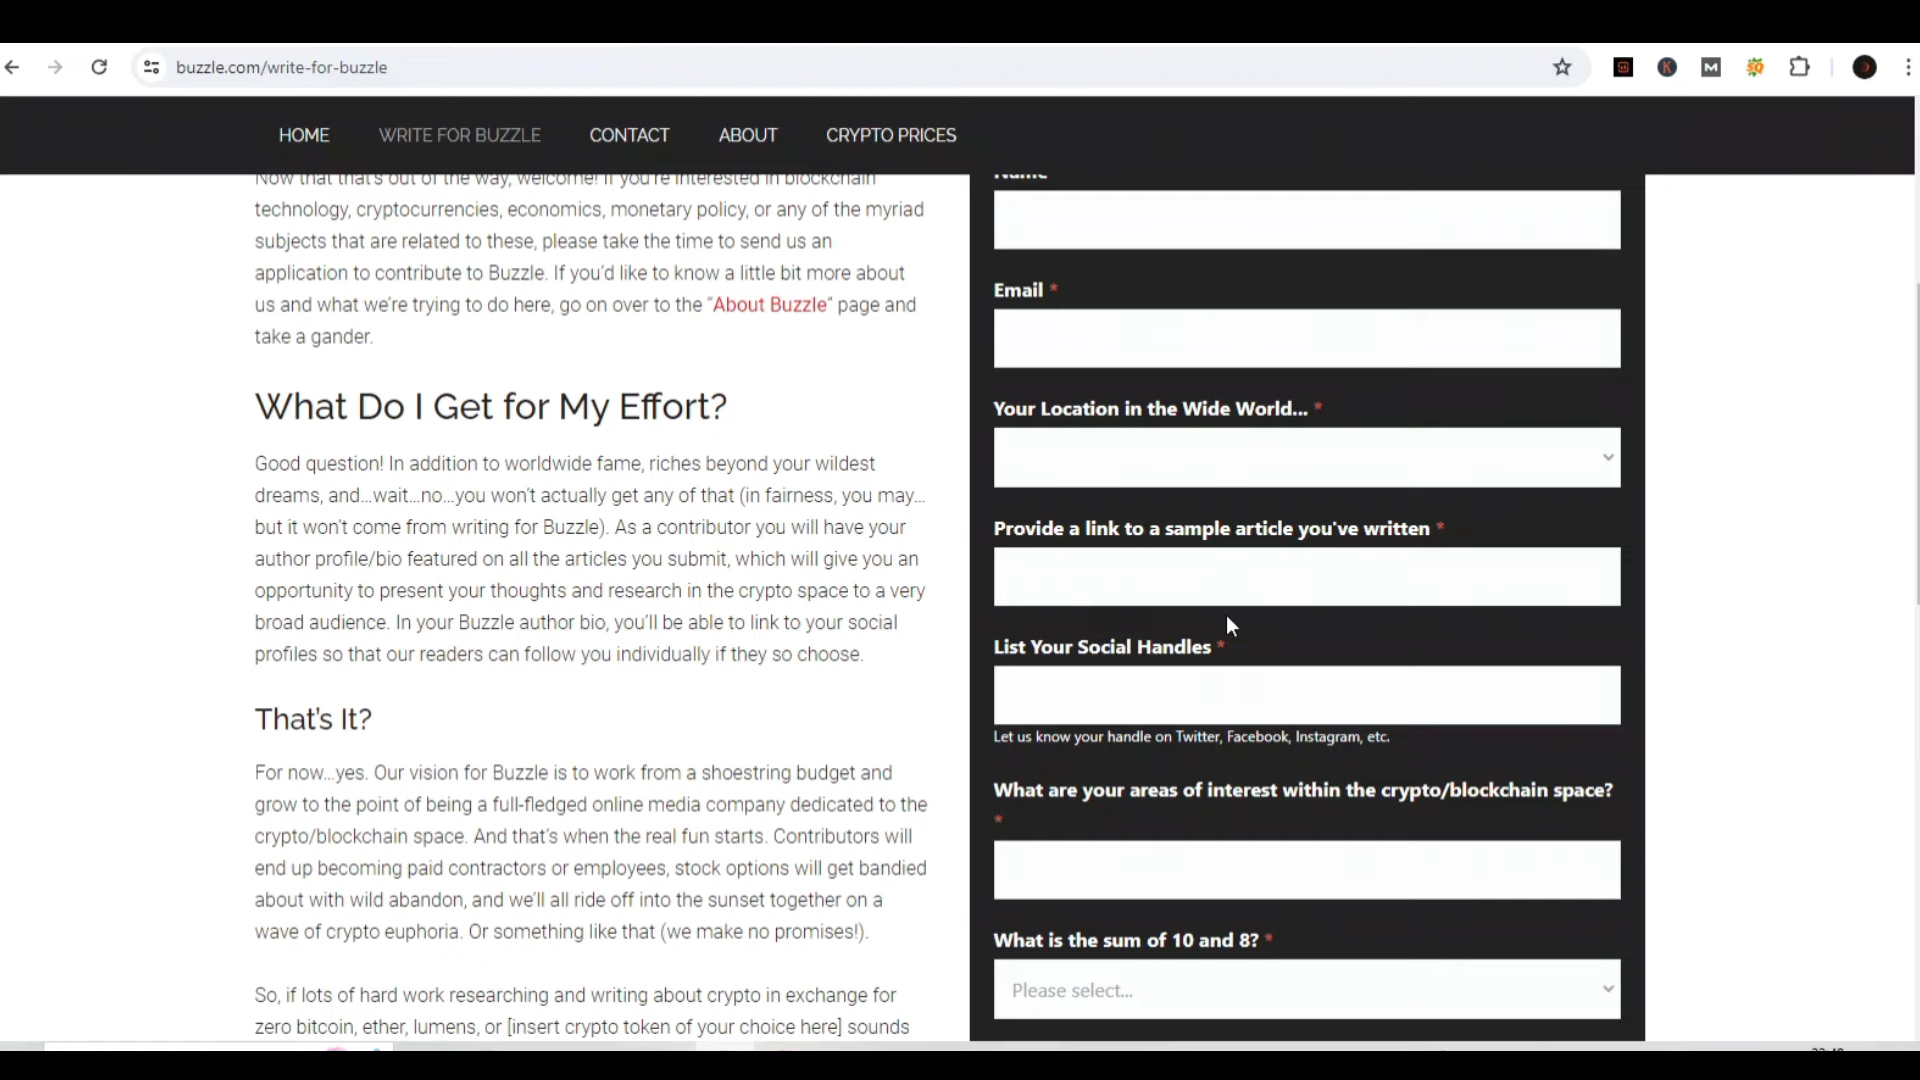 buzzle.com/write-for-buzzle
HOME WRITE FOR BUZZLE CONTACT ABOUT CRYPTO PRICES
Now that that's out of the way, welcome! If you're interested in blockchain
technology, cryptocurrencies, economics, monetary policy, or any of the myriad
subjects that are related to these, please take the time to send us an
application to contribute to Buzzle. If you'd like to know a little bit more about
us and what we're trying to do here, go on over to the “About Buzzle” page and
take a gander.
What Do I Get for My Effort?
Good question! In addition to worldwide fame, riches beyond your wildest
dreams, and…wait…no…you won't actually get any of that (in fairness, you may…
but it won't come from writing for Buzzle). As a contributor you will have your
author profile/bio featured on all the articles you submit, which will give you an
opportunity to present your thoughts and research in the crypto space to a very
broad audience. In your Buzzle author bio, you'll be able to link to your social
profiles so that our readers can follow you individually if they so choose.
That's It?
For now…yes. Our vision for Buzzle is to work from a shoestring budget and
grow to the point of being a full-fledged online media company dedicated to the
crypto/blockchain space. And that's when the real fun starts. Contributors will
end up becoming paid contractors or employees, stock options will get bandied
about with wild abandon, and we'll all ride off into the sunset together on a
wave of crypto euphoria. Or something like that (we make no promises!).
So, if lots of hard work researching and writing about crypto in exchange for
zero bitcoin, ether, lumens, or [insert crypto token of your choice here] sounds
Name
Email *
Your Location in the Wide World... *
Provide a link to a sample article you've written *
List Your Social Handles *
Let us know your handle on Twitter, Facebook, Instagram, etc.
What are your areas of interest within the crypto/blockchain space?
*
What is the sum of 10 and 8? *
Please select...